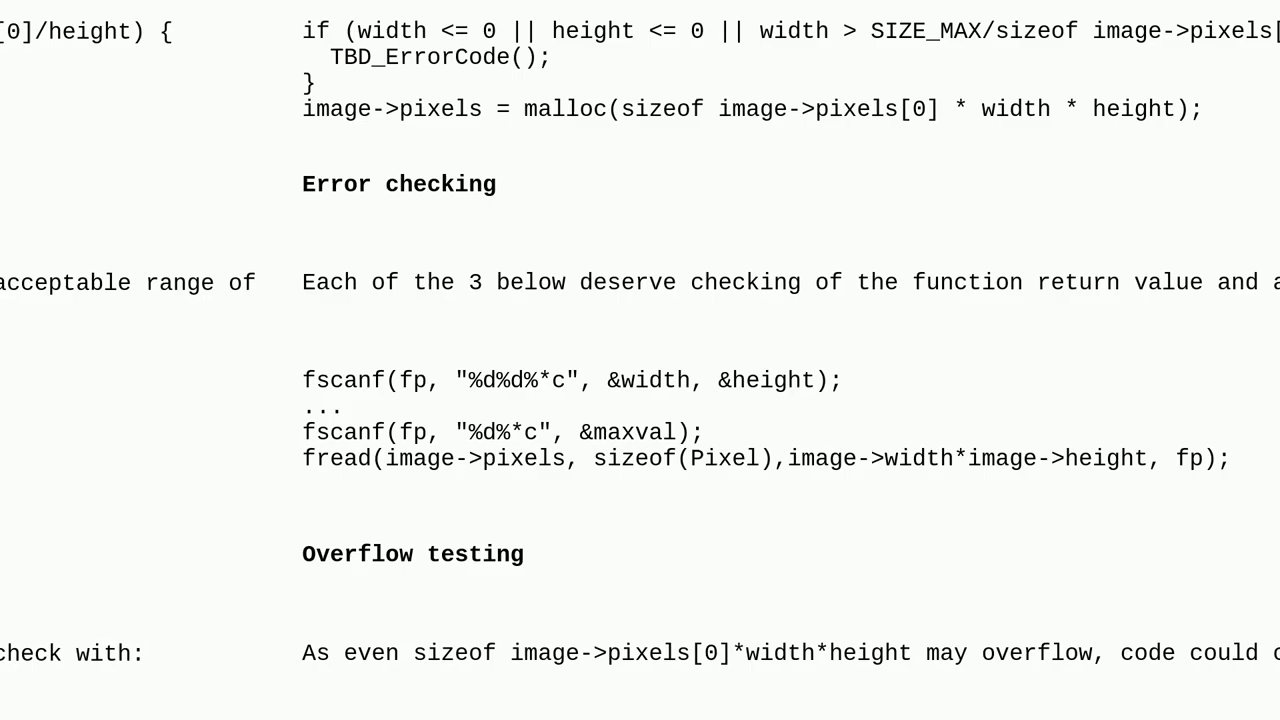 [0]/height) {
if (width <= 0 || height <= 0 || width > SIZE_MAX/sizeof image->pixels[
  TBD_ErrorCode();
}
image->pixels = malloc(sizeof image->pixels[0] * width * height);
Error checking
acceptable range of
Each of the 3 below deserve checking of the function return value and
fscanf(fp, "%d%d%*c", &width, &height);
...
fscanf(fp, "%d%*c", &maxval);
fread(image->pixels, sizeof(Pixel),image->width*image->height, fp);
Overflow testing
check with:
As even sizeof image->pixels[0]*width*height may overflow, code could